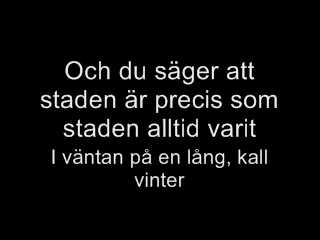 Och du säger att
staden är precis som
staden alltid varit
I väntan på en lång, kall
vinter